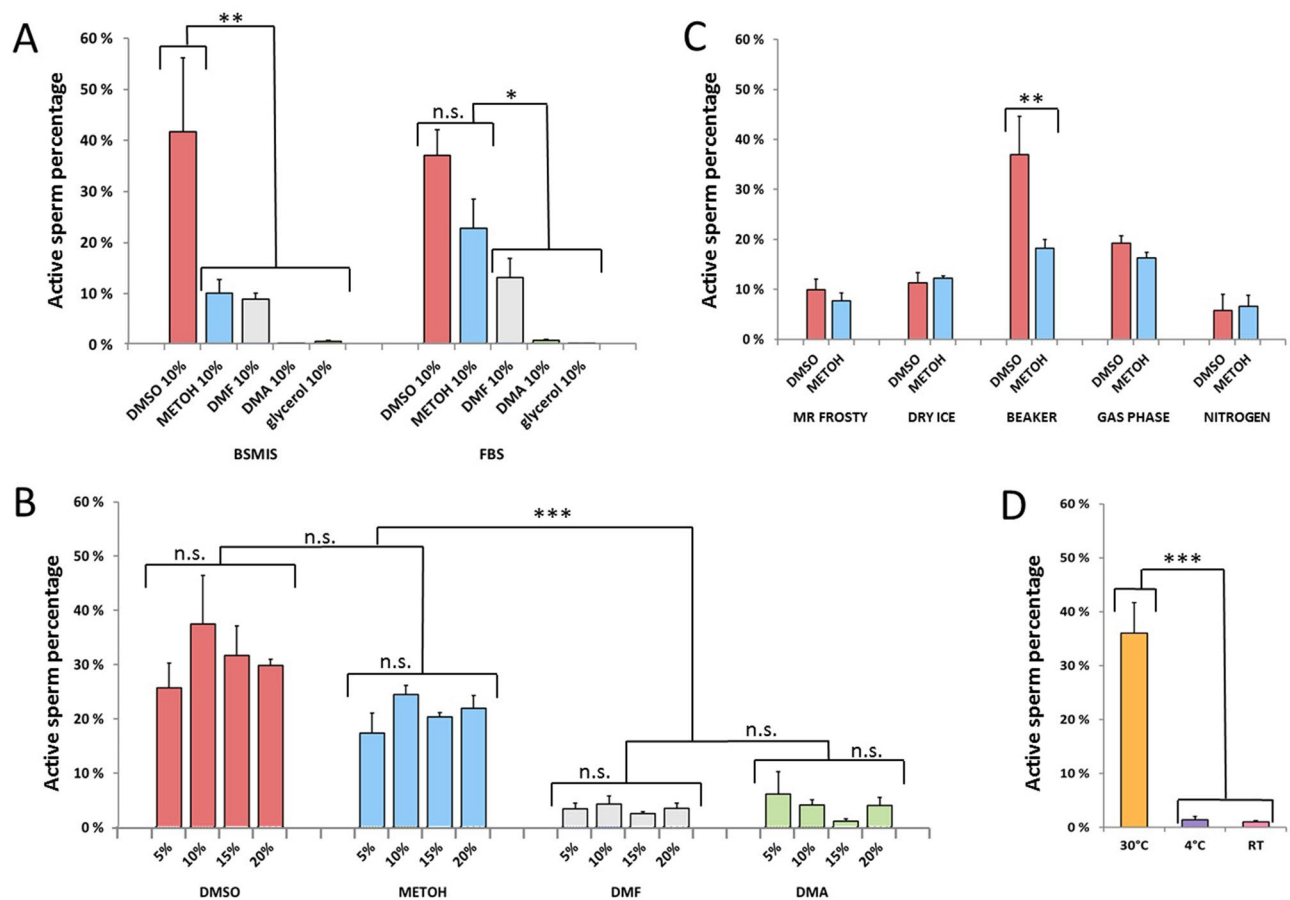 A
Active sperm percentage
60 %
50 %
40 %
30 %
20 %
10 %
0 %
**
n.s.
*
DMSO 10%
METOH 10%
DMF 10%
DMA 10%
glycerol 10%
DMSO 10%
METOH 10%
DMF 10%
DMA 10%
glycerol 10%
BSMIS
FBS
C
Active sperm percentage
60 %
50 %
40 %
30 %
20 %
10 %
0 %
**
DMSO
METOH
DMSO
METOH
DMSO
METOH
DMSO
METOH
DMSO
METOH
MR FROSTY
DRY ICE
BEAKER
GAS PHASE
NITROGEN
B
Active sperm percentage
60 %
50 %
40 %
30 %
20 %
10 %
0 %
n.s.
n.s.
n.s.
***
n.s.
n.s.
n.s.
5%
10%
15%
20%
5%
10%
15%
20%
5%
10%
15%
20%
5%
10%
15%
20%
DMSO
METOH
DMF
DMA
D
Active sperm percentage
60 %
50 %
40 %
30 %
20 %
10 %
0 %
***
30°C
4°C
RT